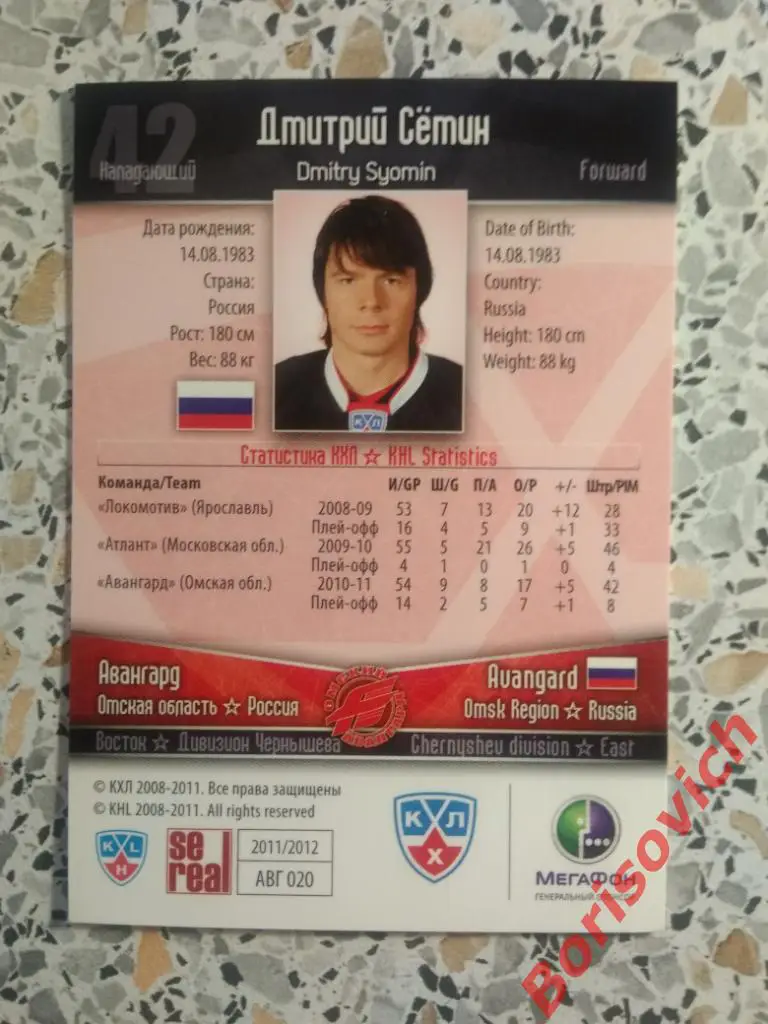 42
Дмитрий Сёмин
Нападающий
Dmitry Syomin
Forward
Дата рождения:
14.08.1983
Страна:
Россия
Рост: 180 см
Вес: 88 кг
Date of Birth:
14.08.1983
Country:
Russia
Height: 180 cm
Weight: 88 kg
КХЛ
Статистика КХЛ ☆ KHL Statistics
Команда/Team И/GP Ш/G П/A О/P +/- Штр/PIM
«Локомотив» (Ярославль) 2008-09 53 7 13 20 +12 28
Плей-офф 16 4 5 9 +1 33
«Атлант» (Московская обл.) 2009-10 55 5 21 26 +5 46
Плей-офф 4 1 0 1 0 4
«Авангард» (Омская обл.) 2010-11 54 9 8 17 +5 42
Плей-офф 14 2 5 7 +1 8
Авангард
Омская область ☆ Россия
Avangard
Omsk Region ☆ Russia
Восток ☆ Дивизион Чернышева
Chernyshev division ☆ East
© КХЛ 2008-2011. Все права защищены
© KHL 2008-2011. All rights reserved
KHL
se real
2011/2012
АВГ 020
КХЛ
МегаФон
ГЕНЕРАЛЬНЫЙ СПОНСОР
Borisovich